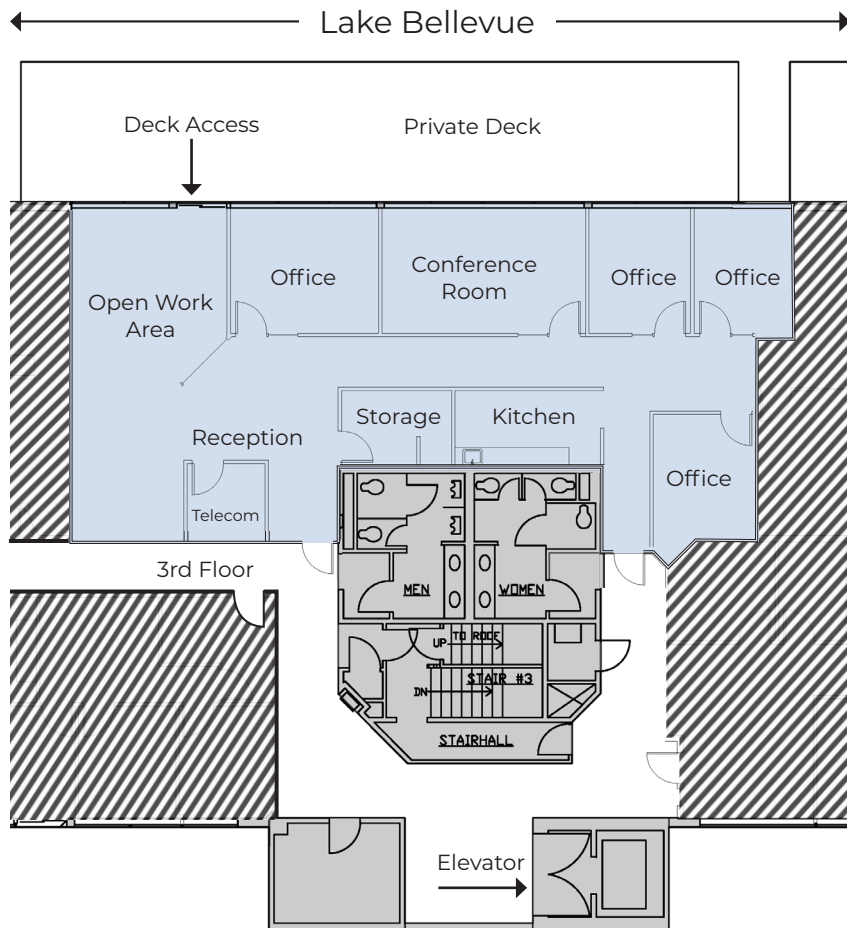 Lake Bellevue
Deck Access
Private Deck
Office
Conference
Room
Office
Office
Open Work
Area
Storage
Kitchen
Reception
Office
Telecom
3rd Floor
MEN
WOMEN
UP
TO ROOF
STAIR #3
DN
STAIRHALL
Elevator